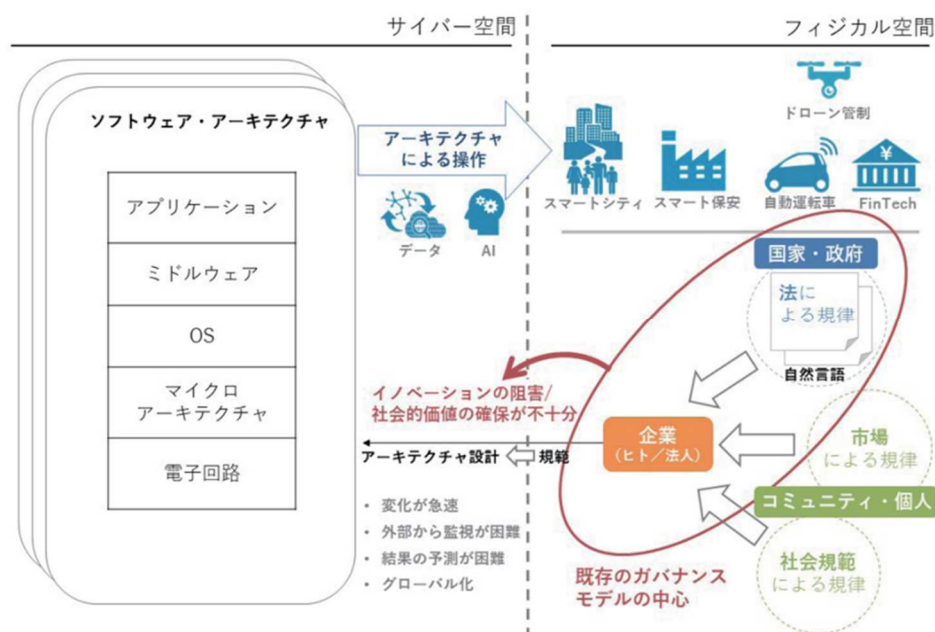 サイバー空間
フィジカル空間
ソフトウェア・アーキテクチャ
アプリケーション
ミドルウェア
OS
マイクロ
アーキテクチャ
電子回路
アーキテクチャ
による操作
データ
AI
ドローン管制
スマートシティ
スマート保安
自動運転車
FinTech
国家・政府
法に
よる規律
自然言語
イノベーションの阻害/
社会的価値の確保が不十分
企業
(ヒト/法人)
アーキテクチャ設計
規範
市場
による規律
コミュニティ・個人
社会規範
による規律
・ 変化が急速
・ 外部から監視が困難
・ 結果の予測が困難
・ グローバル化
既存のガバナンス
モデルの中心